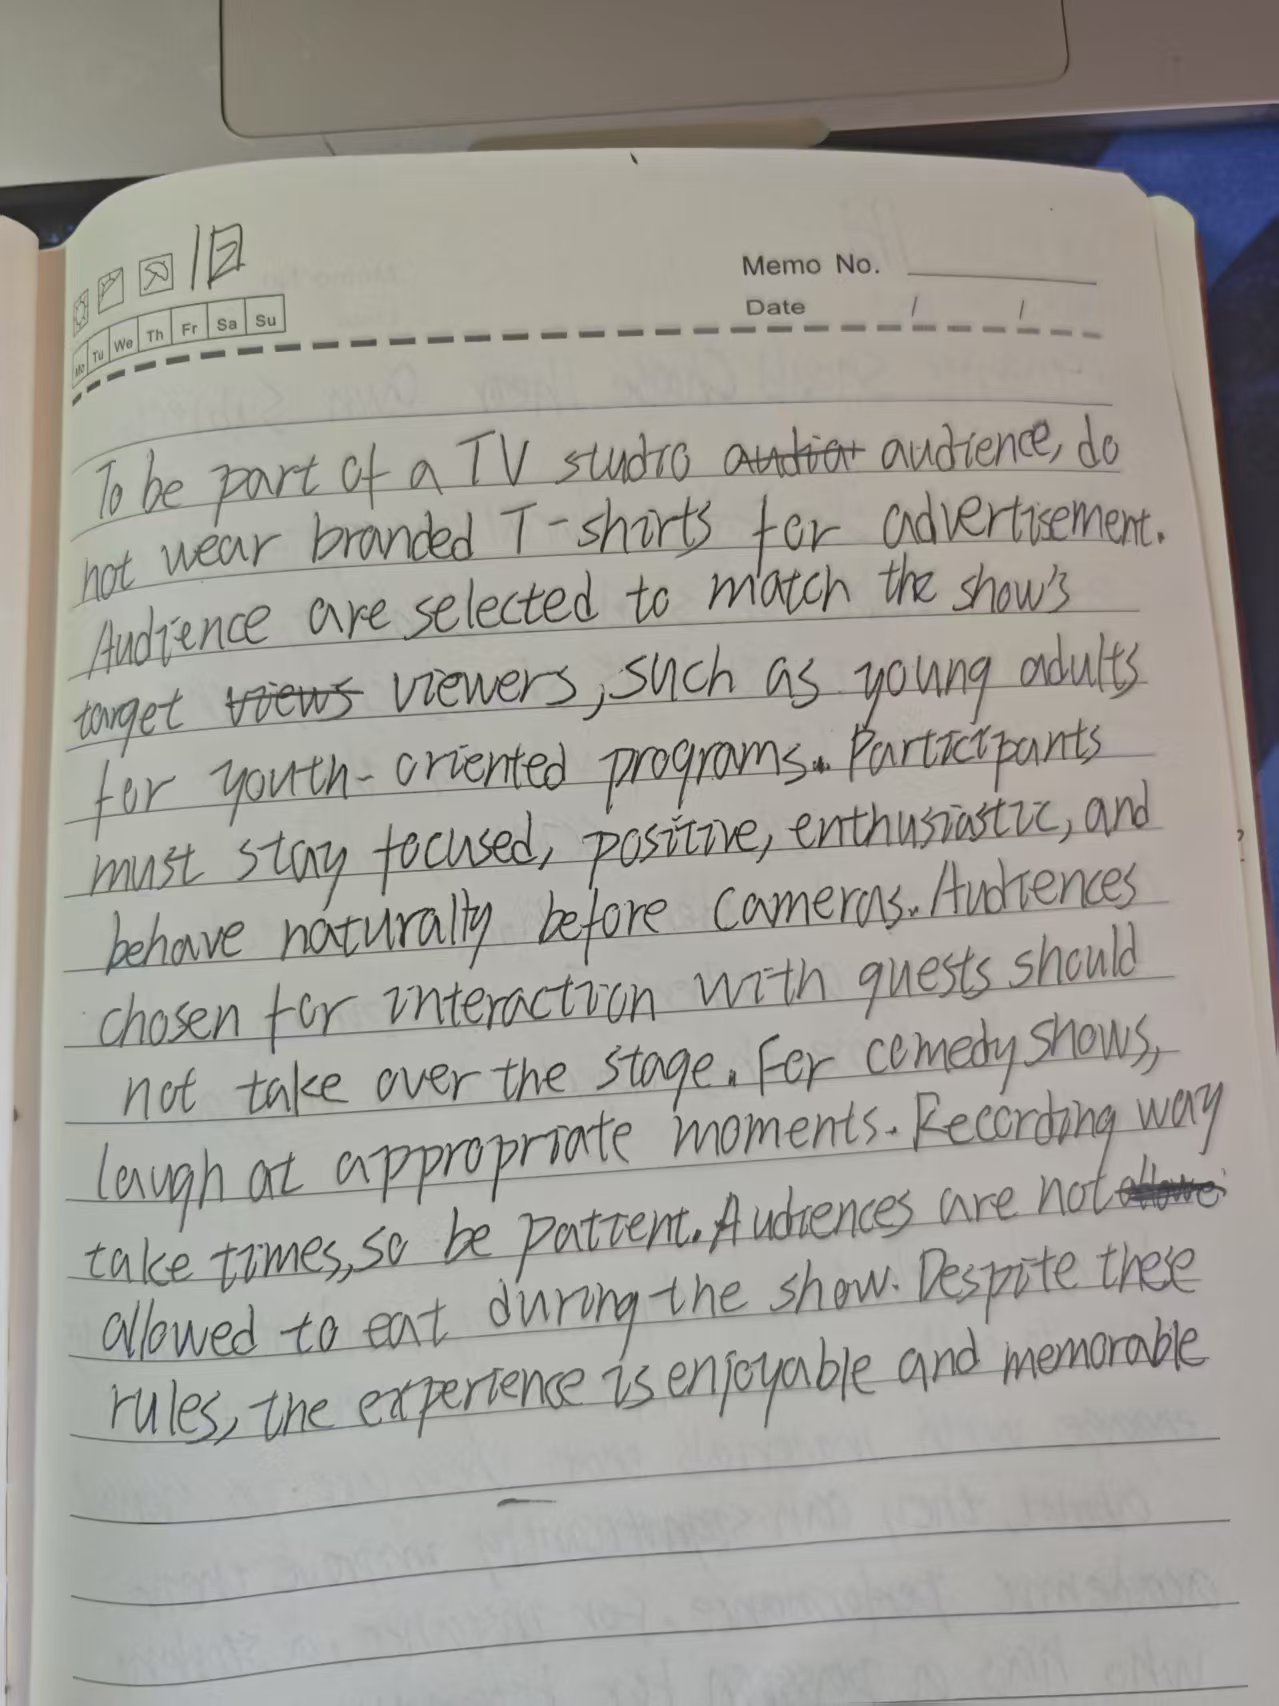 Memo No.
Date / /
Mo Tu We Th Fr Sa Su
To be part of a TV studio audience, do
not wear branded T-shirts for advertisement.
Audience are selected to match the show's
target views viewers, such as young adults
for youth-oriented programs. Participants
must stay focused, positive, enthusiastic, and
behave naturally before cameras. Audiences
chosen for interaction with guests should
not take over the stage. For comedy shows,
laugh at appropriate moments. Recording way
take times, so be patient. Audiences are not allowe
allowed to eat during the show. Despite these
rules, the experience is enjoyable and memorable